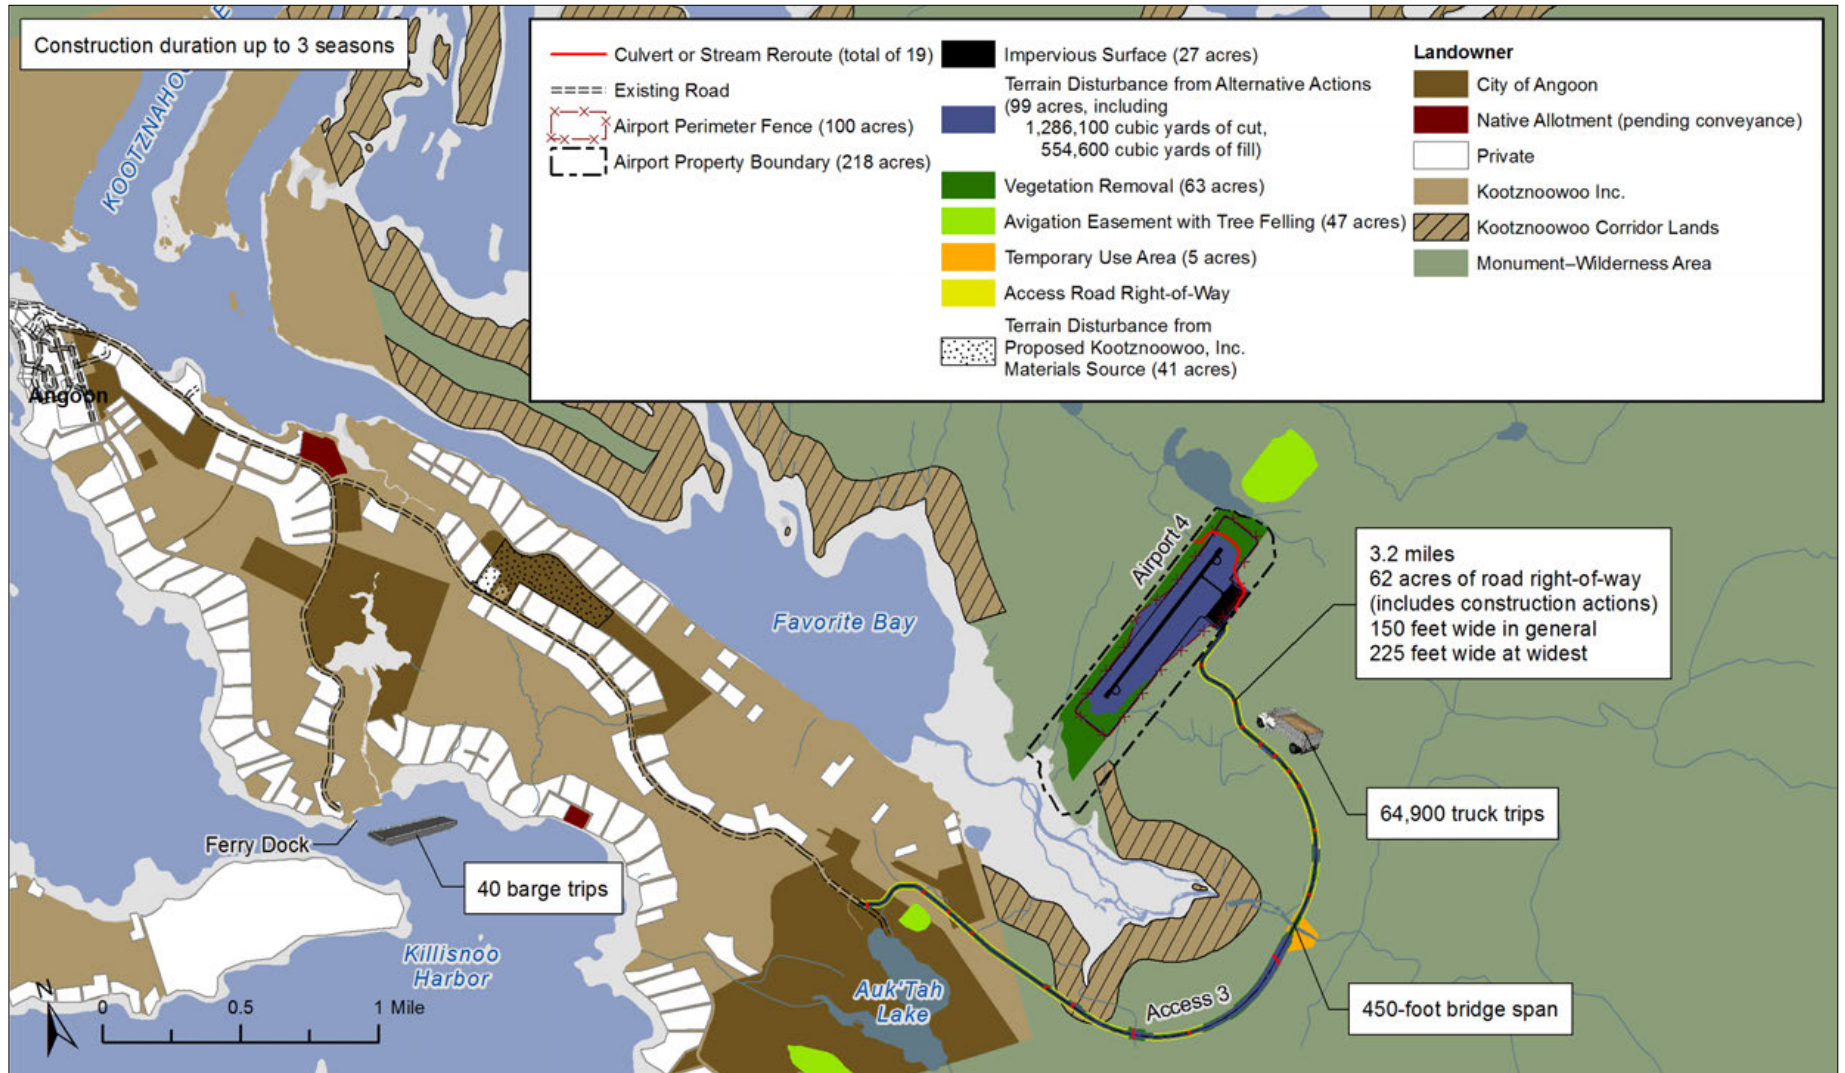 Construction duration up to 3 seasons
Culvert or Stream Reroute (total of 19)
Existing Road
Airport Perimeter Fence (100 acres)
Airport Property Boundary (218 acres)
Impervious Surface (27 acres)
Terrain Disturbance from Alternative Actions
(99 acres, including
1,286,100 cubic yards of cut,
554,600 cubic yards of fill)
Vegetation Removal (63 acres)
Avigation Easement with Tree Felling (47 acres)
Temporary Use Area (5 acres)
Access Road Right-of-Way
Terrain Disturbance from
Proposed Kootznoowoo, Inc.
Materials Source (41 acres)
Landowner
City of Angoon
Native Allotment (pending conveyance)
Private
Kootznoowoo Inc.
Kootznoowoo Corridor Lands
Monument–Wilderness Area
Angoon
Airport 4
Favorite Bay
3.2 miles
62 acres of road right-of-way
(includes construction actions)
150 feet wide in general
225 feet wide at widest
64,900 truck trips
Ferry Dock
40 barge trips
Killisnoo
Harbor
Auk'Tah
Lake
Access 3
450-foot bridge span
N
0 0.5 1 Mile